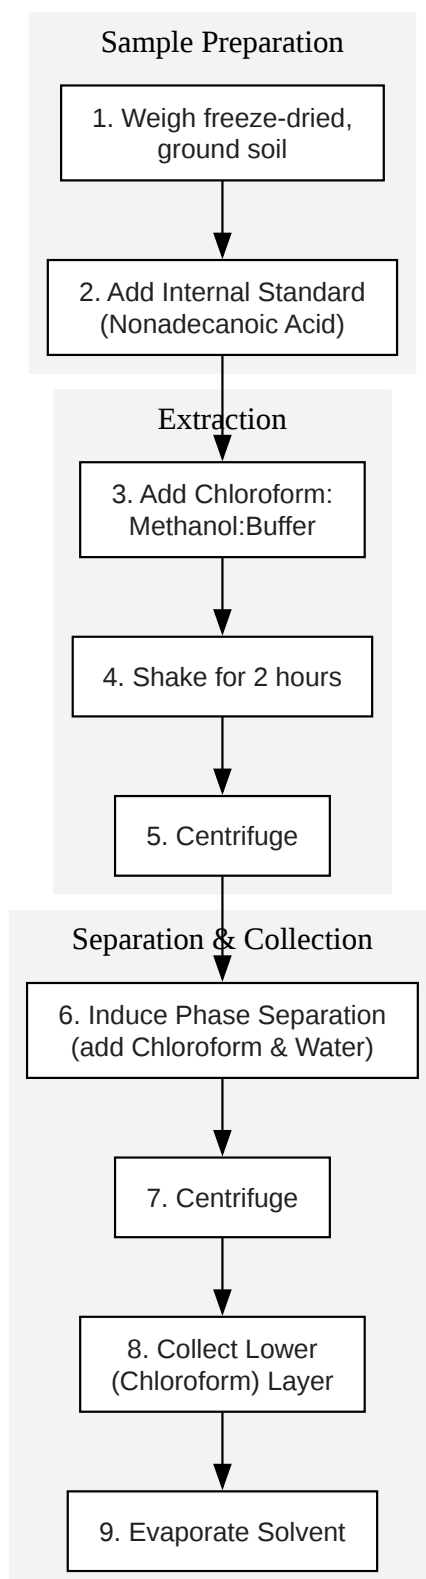 Sample Preparation
1. Weigh freeze-dried,
ground soil
2. Add Internal Standard
(Nonadecanoic Acid)
Extraction
3. Add Chloroform:
Methanol:Buffer
4. Shake for 2 hours
5. Centrifuge
Separation & Collection
6. Induce Phase Separation
(add Chloroform & Water)
7. Centrifuge
8. Collect Lower
(Chloroform) Layer
9. Evaporate Solvent